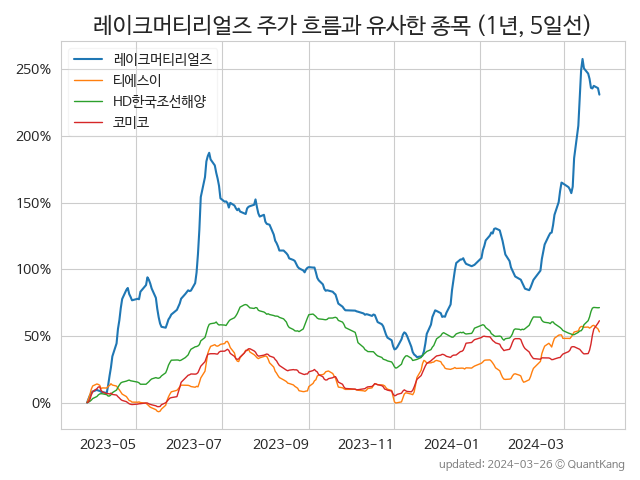 레이크머티리얼즈 주가 흐름과 유사한 종목 (1년, 5일선)
레이크머티리얼즈
티에스이
HD한국조선해양
코미코
250%
200%
150%
100%
50%
0%
2023-05 2023-07 2023-09 2023-11 2024-01 2024-03
updated: 2024-03-26 © QuantKang